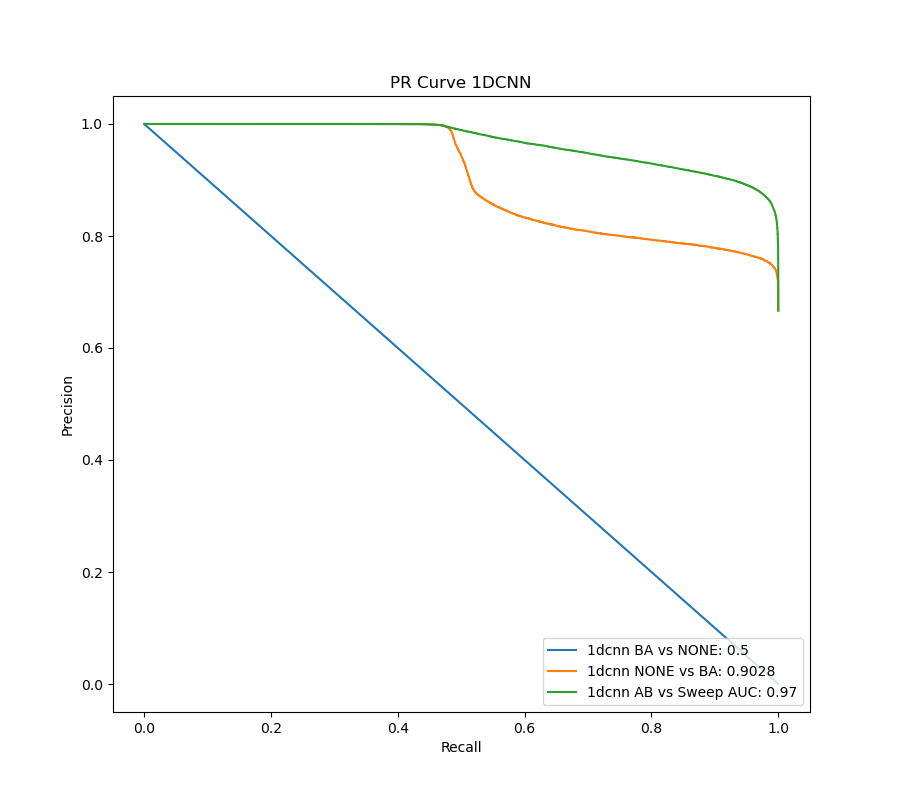 PR Curve 1DCNN
1.0
0.8
0.6
0.4
0.2
0.0
Precision
0.0 0.2 0.4 0.6 0.8 1.0
Recall
1dcnn BA vs NONE: 0.5
1dcnn NONE vs BA: 0.9028
1dcnn AB vs Sweep AUC: 0.97